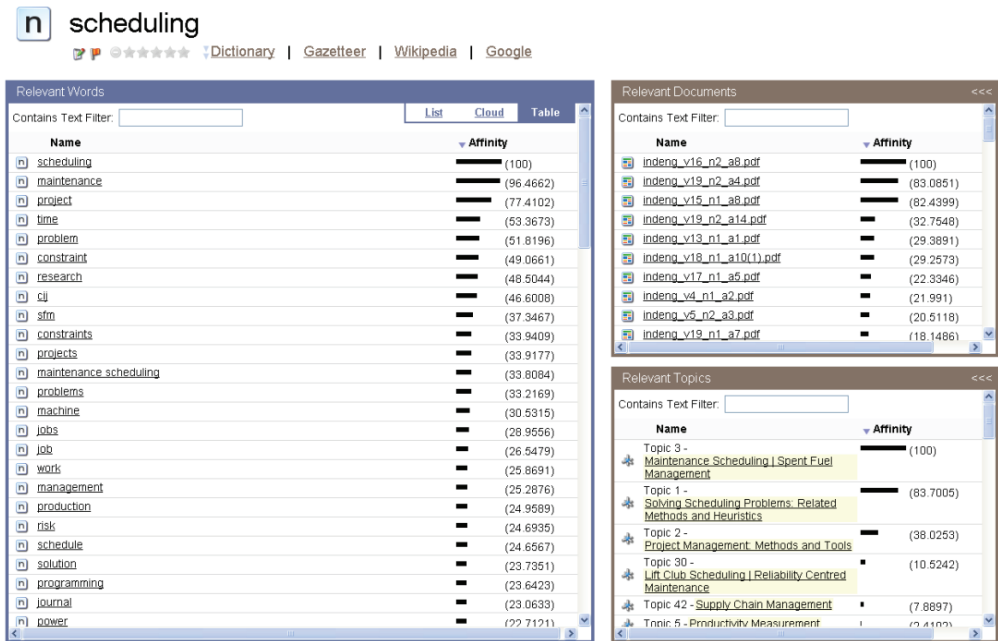 n scheduling
Dictionary | Gazetteer | Wikipedia | Google
Relevant Words
Contains Text Filter:
List Cloud Table
Name Affinity
n scheduling (100)
n maintenance (96.4662)
n project (77.4102)
n time (53.3673)
n problem (51.8196)
n constraint (49.0661)
n research (48.5044)
n cij (46.6008)
n sfm (37.3467)
n constraints (33.9409)
n projects (33.9177)
n maintenance scheduling (33.8084)
n problems (33.2169)
n machine (30.5315)
n jobs (28.9556)
n job (26.5479)
n work (25.8691)
n management (25.2876)
n production (24.9589)
n risk (24.6935)
n schedule (24.6567)
n solution (23.7351)
n programming (23.6423)
n journal (23.0633)
n power (22.7121)
Relevant Documents <<<
Contains Text Filter:
Name Affinity
indeng_v16_n2_a8.pdf (100)
indeng_v19_n2_a4.pdf (83.0851)
indeng_v15_n1_a8.pdf (82.4399)
indeng_v19_n2_a14.pdf (32.7548)
indeng_v13_n1_a1.pdf (29.3891)
indeng_v18_n1_a10(1).pdf (29.2573)
indeng_v17_n1_a5.pdf (22.3346)
indeng_v4_n1_a2.pdf (21.991)
indeng_v5_n2_a3.pdf (20.5118)
indeng_v19_n1_a7.pdf (18.1486)
Relevant Topics <<<
Contains Text Filter:
Name Affinity
Topic 3 - (100)
Maintenance Scheduling | Spent Fuel
Management
Topic 1 - (83.7005)
Solving Scheduling Problems: Related
Methods and Heuristics
Topic 2 - (38.0253)
Project Management: Methods and Tools
Topic 30 - (10.5242)
Lift Club Scheduling | Reliability Centred
Maintenance
Topic 42 - Supply Chain Management (7.8897)
Topic 5 - Productivity Measurement (2.4102)